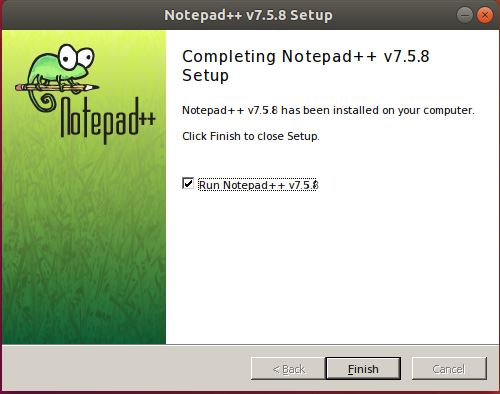 Notepad++ v7.5.8 Setup
Notepad++
Completing Notepad++ v7.5.8
Setup
Notepad++ v7.5.8 has been installed on your computer.
Click Finish to close Setup.
Run Notepad++ v7.5.8
< Back
Finish
Cancel